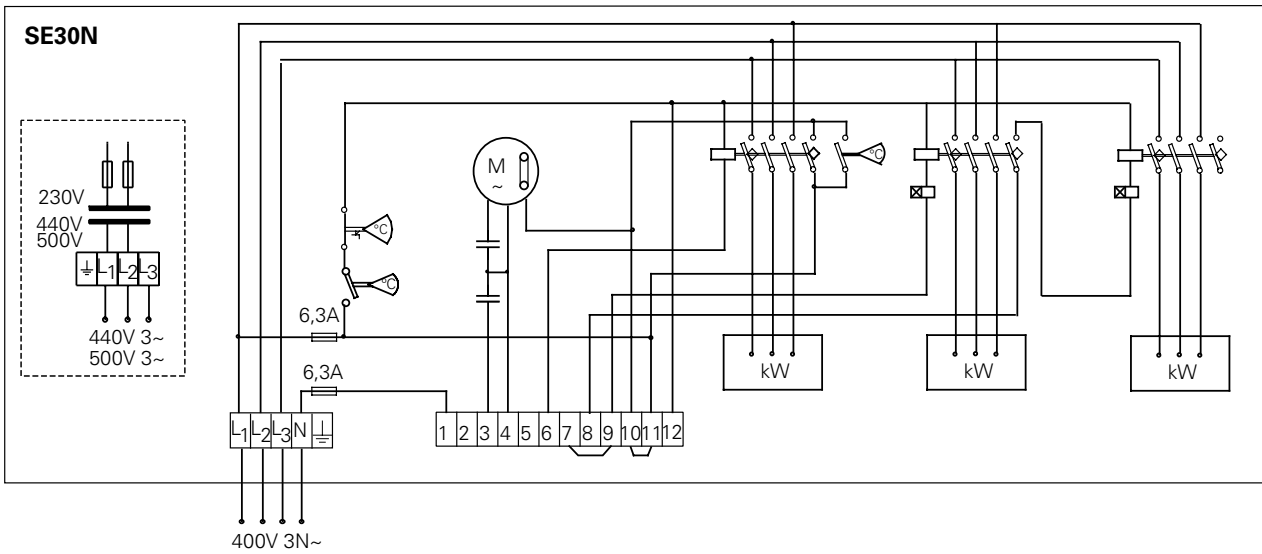 SE30N
230V
440V
500V
L1 L2 L3
440V 3~
500V 3~
M
~
°C
°C
°C
6,3A
6,3A
kW
kW
kW
L1 L2 L3 N
1 2 3 4 5 6 7 8 9 10 11 12
400V 3N~